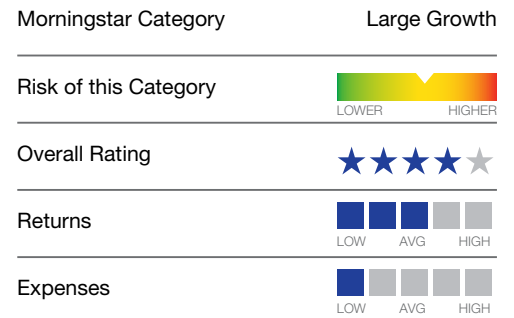 Morningstar Category Large Growth
Risk of this Category
LOWER HIGHER
Overall Rating
Returns
LOW AVG HIGH
Expenses
LOW AVG HIGH